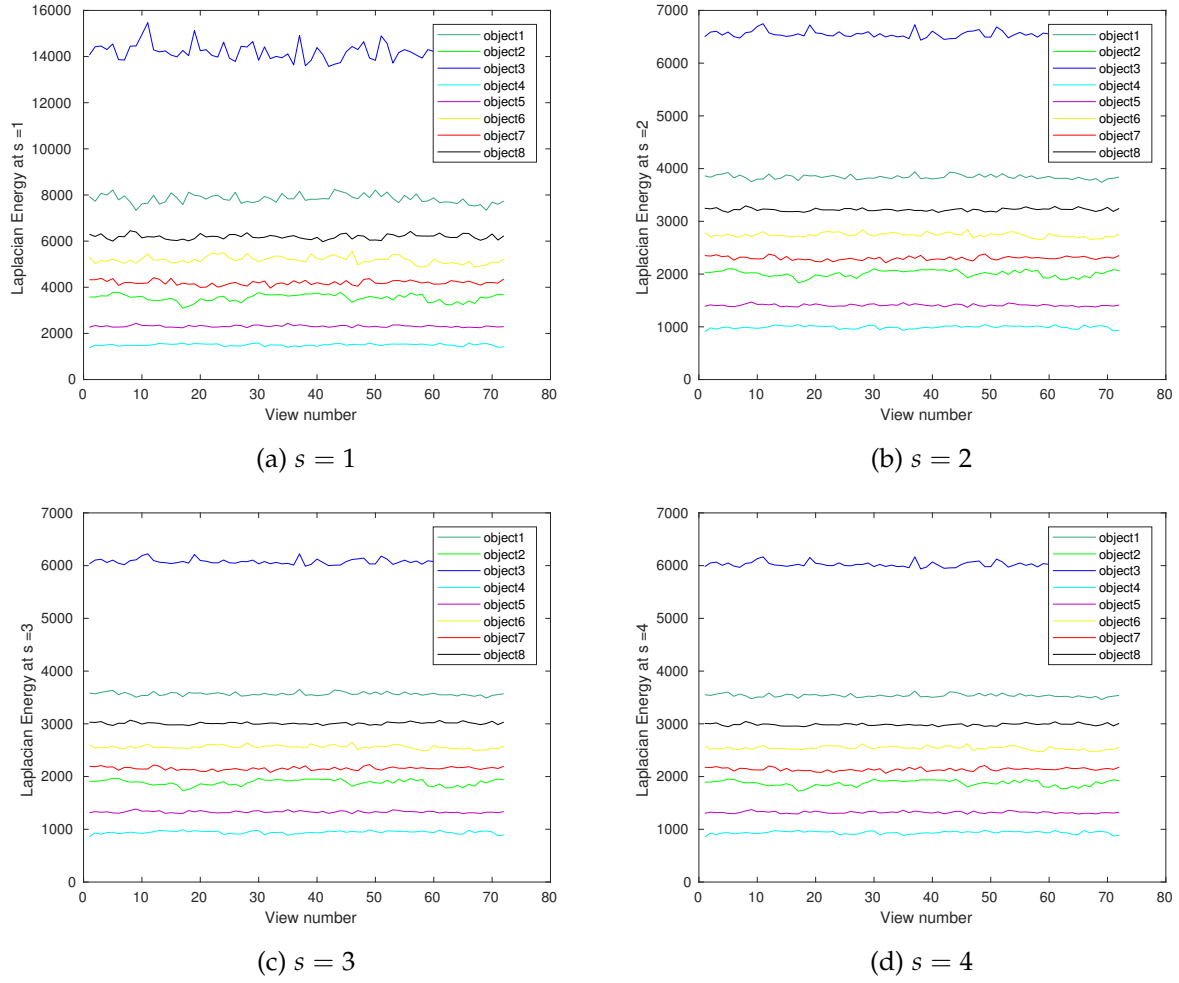 16000
14000
12000
10000
8000
6000
4000
2000
0
Laplacian Energy at s =1
object1
object2
object3
object4
object5
object6
object7
object8
0 10 20 30 40 50 60 70 80
View number
(a) s = 1
7000
6000
5000
4000
3000
2000
1000
0
Laplacian Energy at s =2
object1
object2
object3
object4
object5
object6
object7
object8
0 10 20 30 40 50 60 70 80
View number
(b) s = 2
7000
6000
5000
4000
3000
2000
1000
0
Laplacian Energy at s =3
object1
object2
object3
object4
object5
object6
object7
object8
0 10 20 30 40 50 60 70 80
View number
(c) s = 3
7000
6000
5000
4000
3000
2000
1000
0
Laplacian Energy at s =4
object1
object2
object3
object4
object5
object6
object7
object8
0 10 20 30 40 50 60 70 80
View number
(d) s = 4